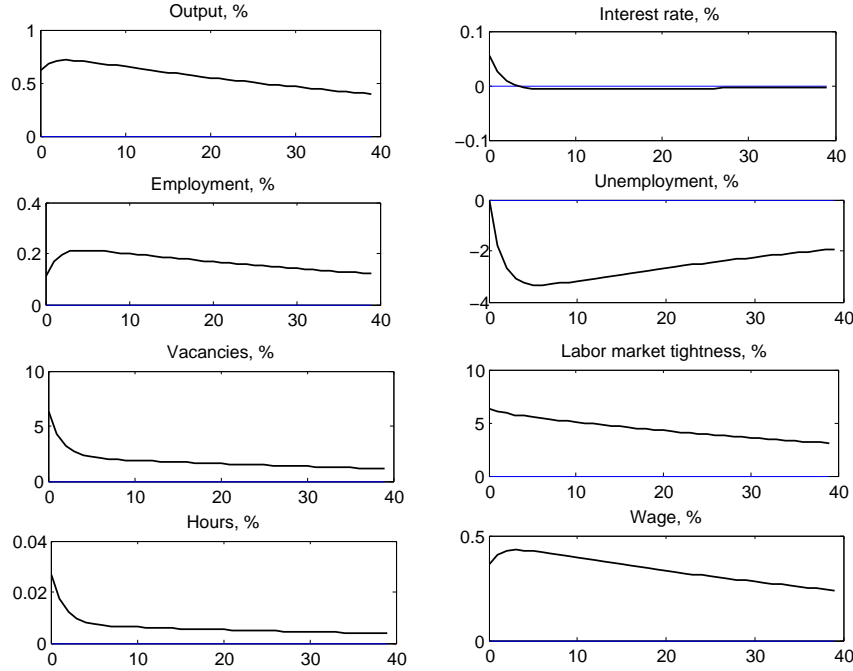 Output, %
1
0.5
0
0 10 20 30 40
Interest rate, %
0.1
0
−0.1
0 10 20 30 40
Employment, %
0.4
0.2
0
0 10 20 30 40
Unemployment, %
0
−2
−4
0 10 20 30 40
Vacancies, %
10
5
0
0 10 20 30 40
Labor market tightness, %
10
5
0
0 10 20 30 40
Hours, %
0.04
0.02
0
0 10 20 30 40
Wage, %
0.5
0
0 10 20 30 40